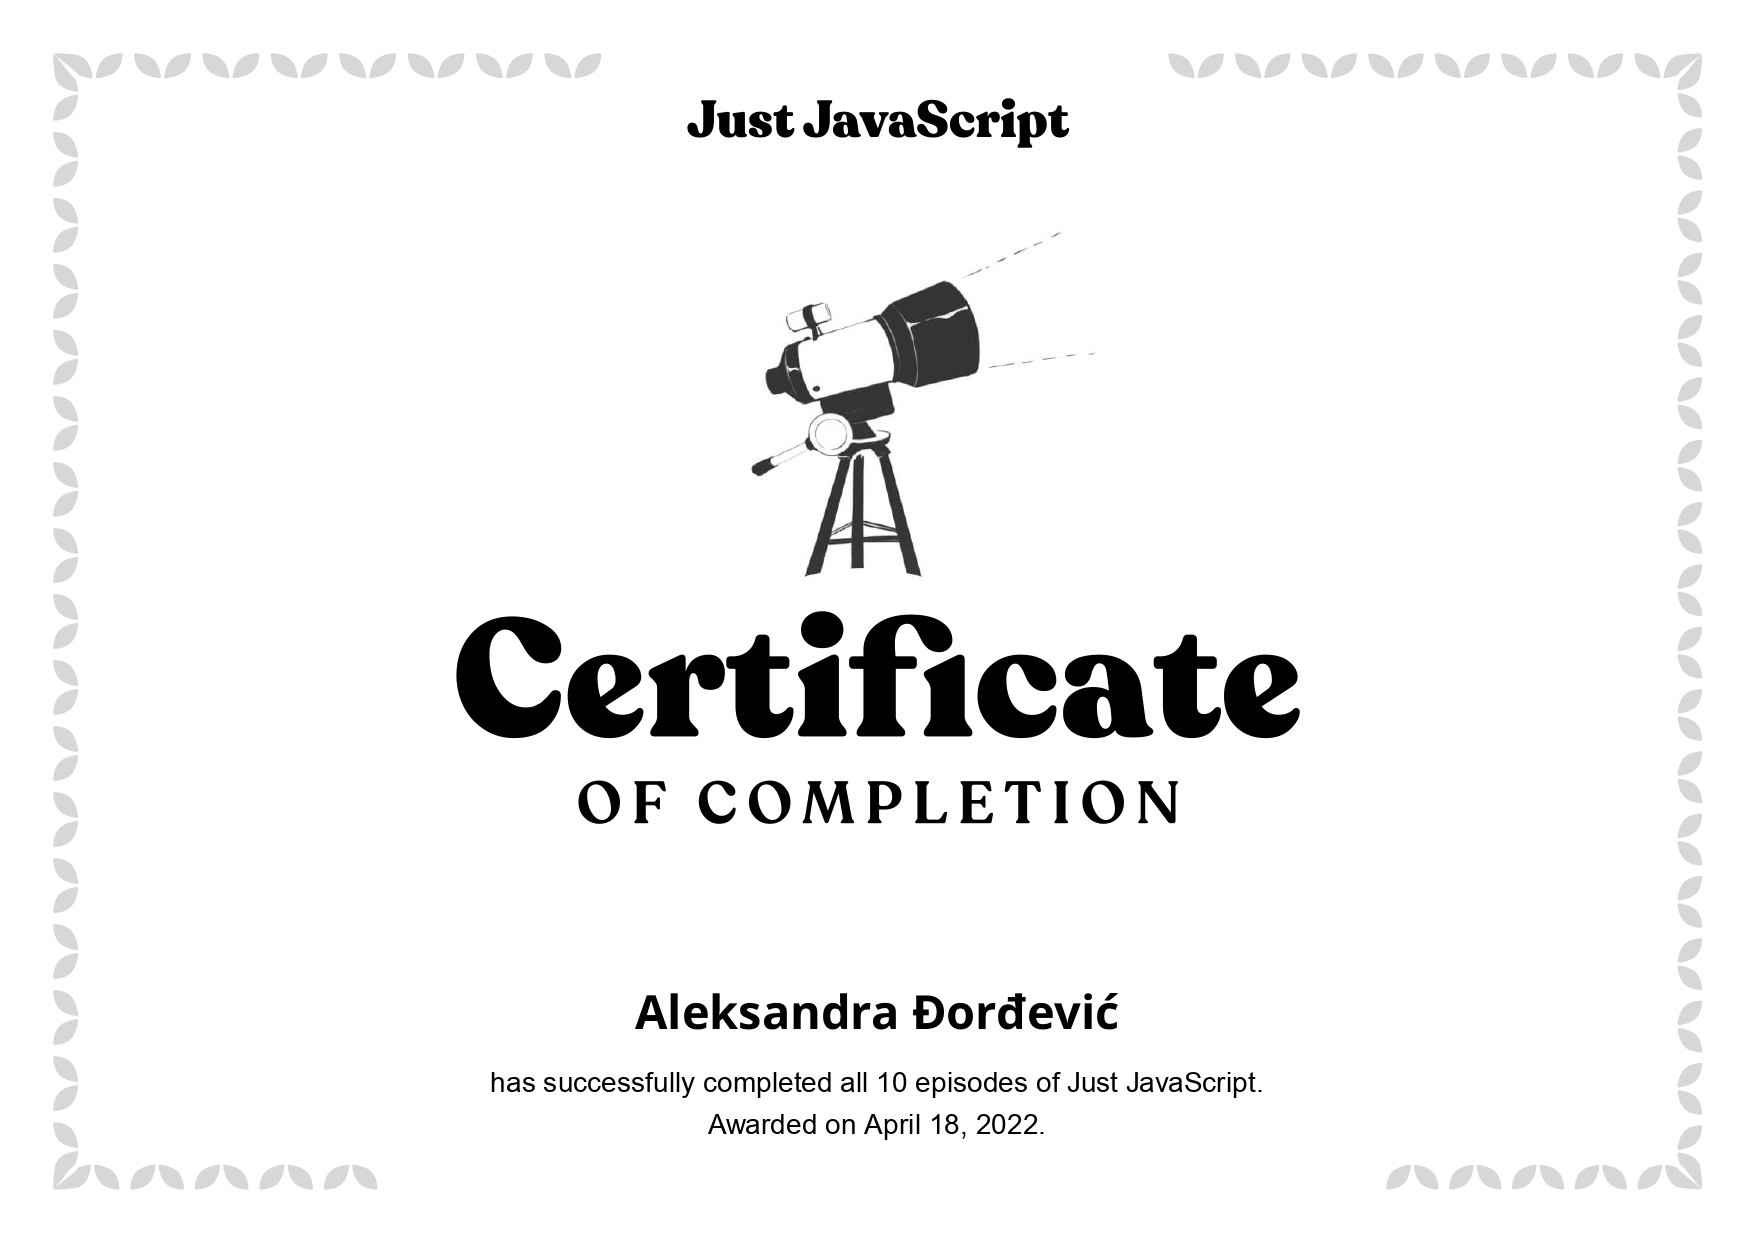 Just JavaScript
Certificate
OF COMPLETION
Aleksandra Đorđević
has successfully completed all 10 episodes of Just JavaScript.
Awarded on April 18, 2022.